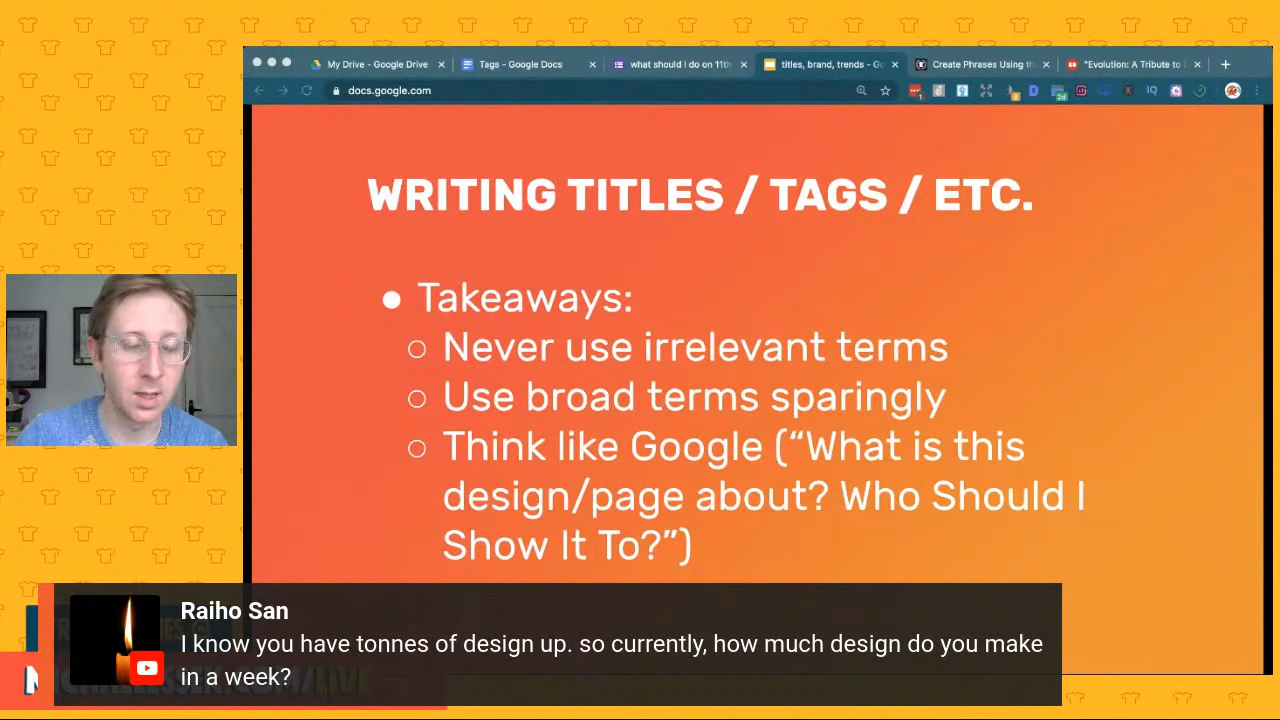 My Drive - Google Drive
Tags - Google Docs
what should I do on 11th
titles, brand, trends - Go
Create Phrases Using th
"Evolution: A Tribute to
docs.google.com
IQ
WRITING TITLES / TAGS / ETC.
Takeaways:
Never use irrelevant terms
Use broad terms sparingly
Think like Google (“What is this
design/page about? Who Should I
Show It To?”)
Raiho San
I know you have tonnes of design up. so currently, how much design do you make
in a week?
/LIVE